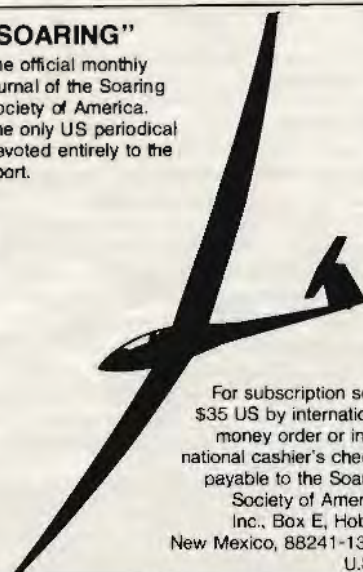 SOARING"
he official monthly
urnal of the Soaring
ociety of America.
he only US periodical
evoted entirely to the
port.
For subscription se
$35 US by internatio
money order or in
national cashier's che
payable to the Soar
Society of Amer
Inc., Box E, Hob
New Mexico, 88241-13
U.S